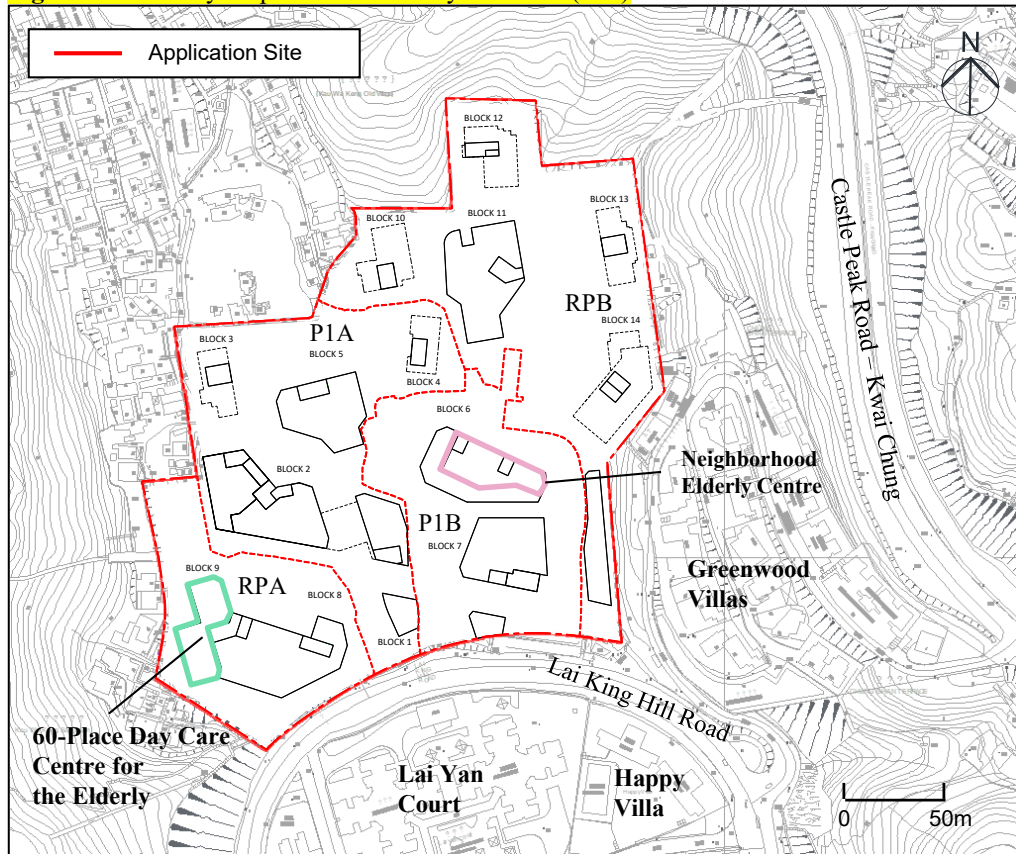 Application Site
N
BLOCK 12
BLOCK 13
BLOCK 10
BLOCK 11
Castle Peak Road – Kwai Chung
RPB
BLOCK 14
P1A
BLOCK 3
BLOCK 5
BLOCK 4
BLOCK 6
Neighborhood
Elderly Centre
BLOCK 2
P1B
BLOCK 7
Greenwood
Villas
BLOCK 9
RPA
BLOCK 8
BLOCK 1
Lai King Hill Road
60-Place Day Care
Centre for
the Elderly
Lai Yan
Court
Happy
Villa
0 50m